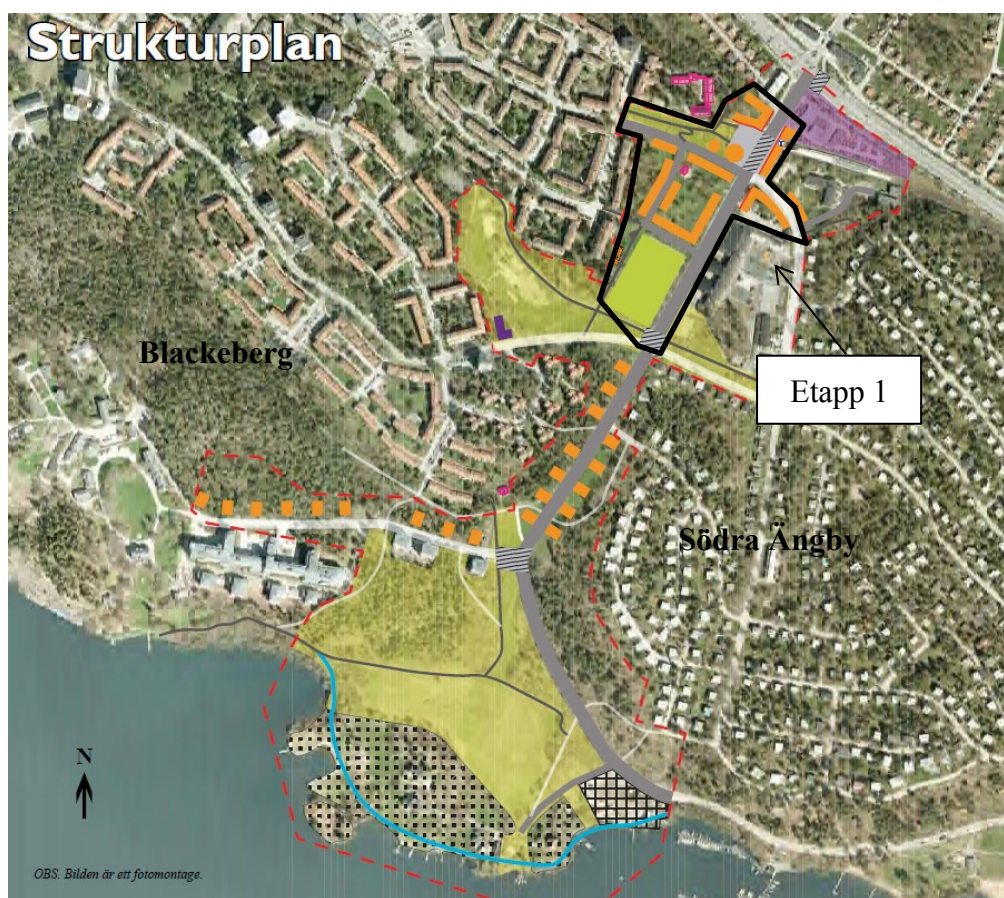 Strukturplan
Blackeberg
Etapp 1
Södra Ängby
N
OBS. Bilden är ett fotomontage.